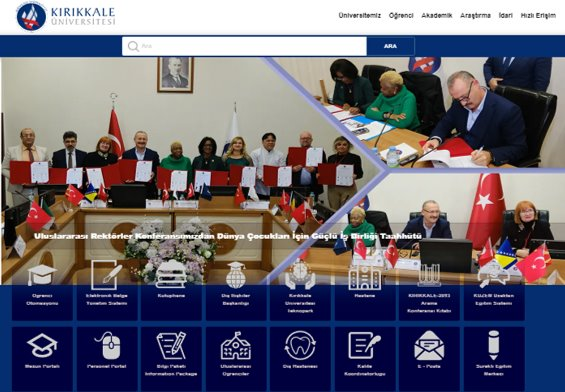 KIRIKKALE
ÜNİVERSİTESİ
Üniversitemiz Öğrenci Akademik Araştırma İdari Hızlı Erişim
Ara
ARA
Uluslararası Rektörler Konferansımızdan Dünya Çocukları İçin Güçlü İş Birliği Taahhütü
Öğrenci
Otomasyonu
Elektronik Belge
Yönetim Sistemi
Kütüphane
Dış İlişkiler
Başkanlığı
Kırıkkale
Üniversitesi
Teknopark
Hastane
KIRIKKALE-2051
Arama
Konferansı Kitabı
Uzaktan
Eğitim Sistemi
Mezun Portalı
Personel Portal
Bilgi Paketi
Information Package
Uluslararası
Öğrenciler
Diş Hastanesi
Kalite
Koordinatörlüğü
E - Posta
Sürekli Eğitim
Merkezi